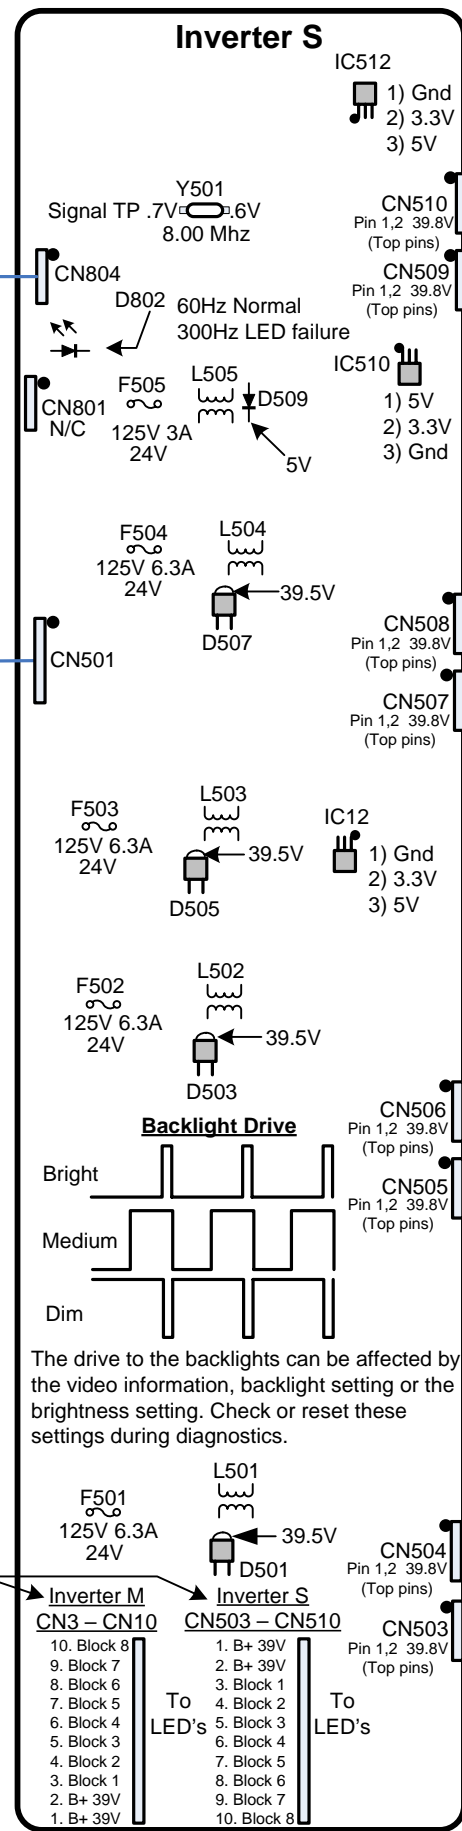 Inverter S
IC512
1) Gnd
2) 3.3V
3) 5V
Y501
Signal TP .7V
.6V
8.00 Mhz
CN510
Pin 1,2 39.8V
(Top pins)
CN804
CN509
Pin 1,2 39.8V
(Top pins)
D802
60Hz Normal
300Hz LED failure
IC510
1) 5V
2) 3.3V
3) Gnd
CN801
N/C
F505
125V 3A
24V
L505
D509
5V
F504
125V 6.3A
24V
L504
39.5V
D507
CN508
Pin 1,2 39.8V
(Top pins)
CN501
CN507
Pin 1,2 39.8V
(Top pins)
F503
125V 6.3A
24V
L503
39.5V
D505
IC12
1) Gnd
2) 3.3V
3) 5V
F502
125V 6.3A
24V
L502
39.5V
D503
CN506
Pin 1,2 39.8V
(Top pins)
Backlight Drive
Bright
Medium
Dim
CN505
Pin 1,2 39.8V
(Top pins)
The drive to the backlights can be affected by
the video information, backlight setting or the
brightness setting. Check or reset these
settings during diagnostics.
F501
125V 6.3A
24V
L501
39.5V
D501
CN504
Pin 1,2 39.8V
(Top pins)
CN503
Pin 1,2 39.8V
(Top pins)
Inverter M
CN3 – CN10
10. Block 8
9. Block 7
8. Block 6
7. Block 5
6. Block 4
5. Block 3
4. Block 2
3. Block 1
2. B+ 39V
1. B+ 39V
To
LED's
Inverter S
CN503 – CN510
1. B+ 39V
2. B+ 39V
3. Block 1
4. Block 2
5. Block 3
6. Block 4
7. Block 5
8. Block 6
9. Block 7
10. Block 8
To
LED's